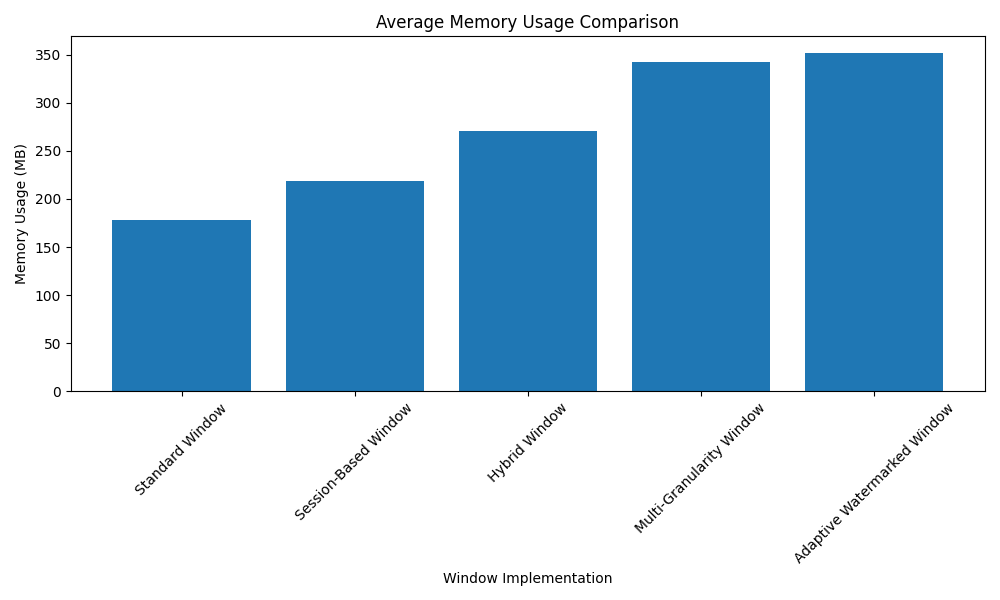 Average Memory Usage Comparison
350
300
250
200
150
100
50
0
Memory Usage (MB)
Standard Window
Session-Based Window
Hybrid Window
Multi-Granularity Window
Adaptive Watermarked Window
Window Implementation